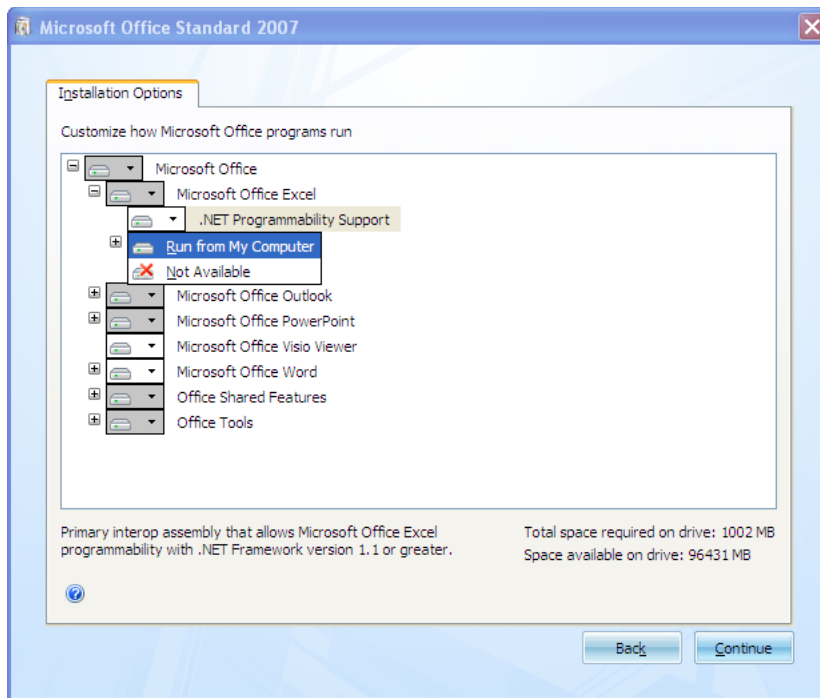 Microsoft Office Standard 2007
Installation Options
Customize how Microsoft Office programs run
Microsoft Office
Microsoft Office Excel
.NET Programmability Support
Run from My Computer
Not Available
Microsoft Office Outlook
Microsoft Office PowerPoint
Microsoft Office Visio Viewer
Microsoft Office Word
Office Shared Features
Office Tools
Primary interop assembly that allows Microsoft Office Excel
programmability with .NET Framework version 1.1 or greater.
Total space required on drive: 1002 MB
Space available on drive: 96431 MB
Back
Continue